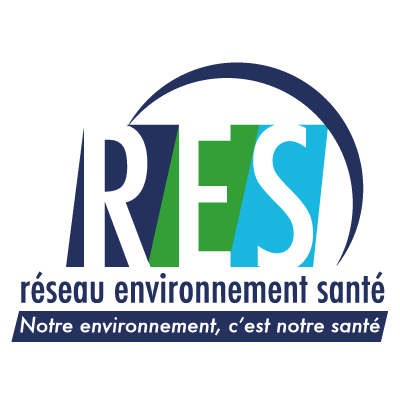 RES
réseau environnement santé
Notre environnement, c'est notre santé